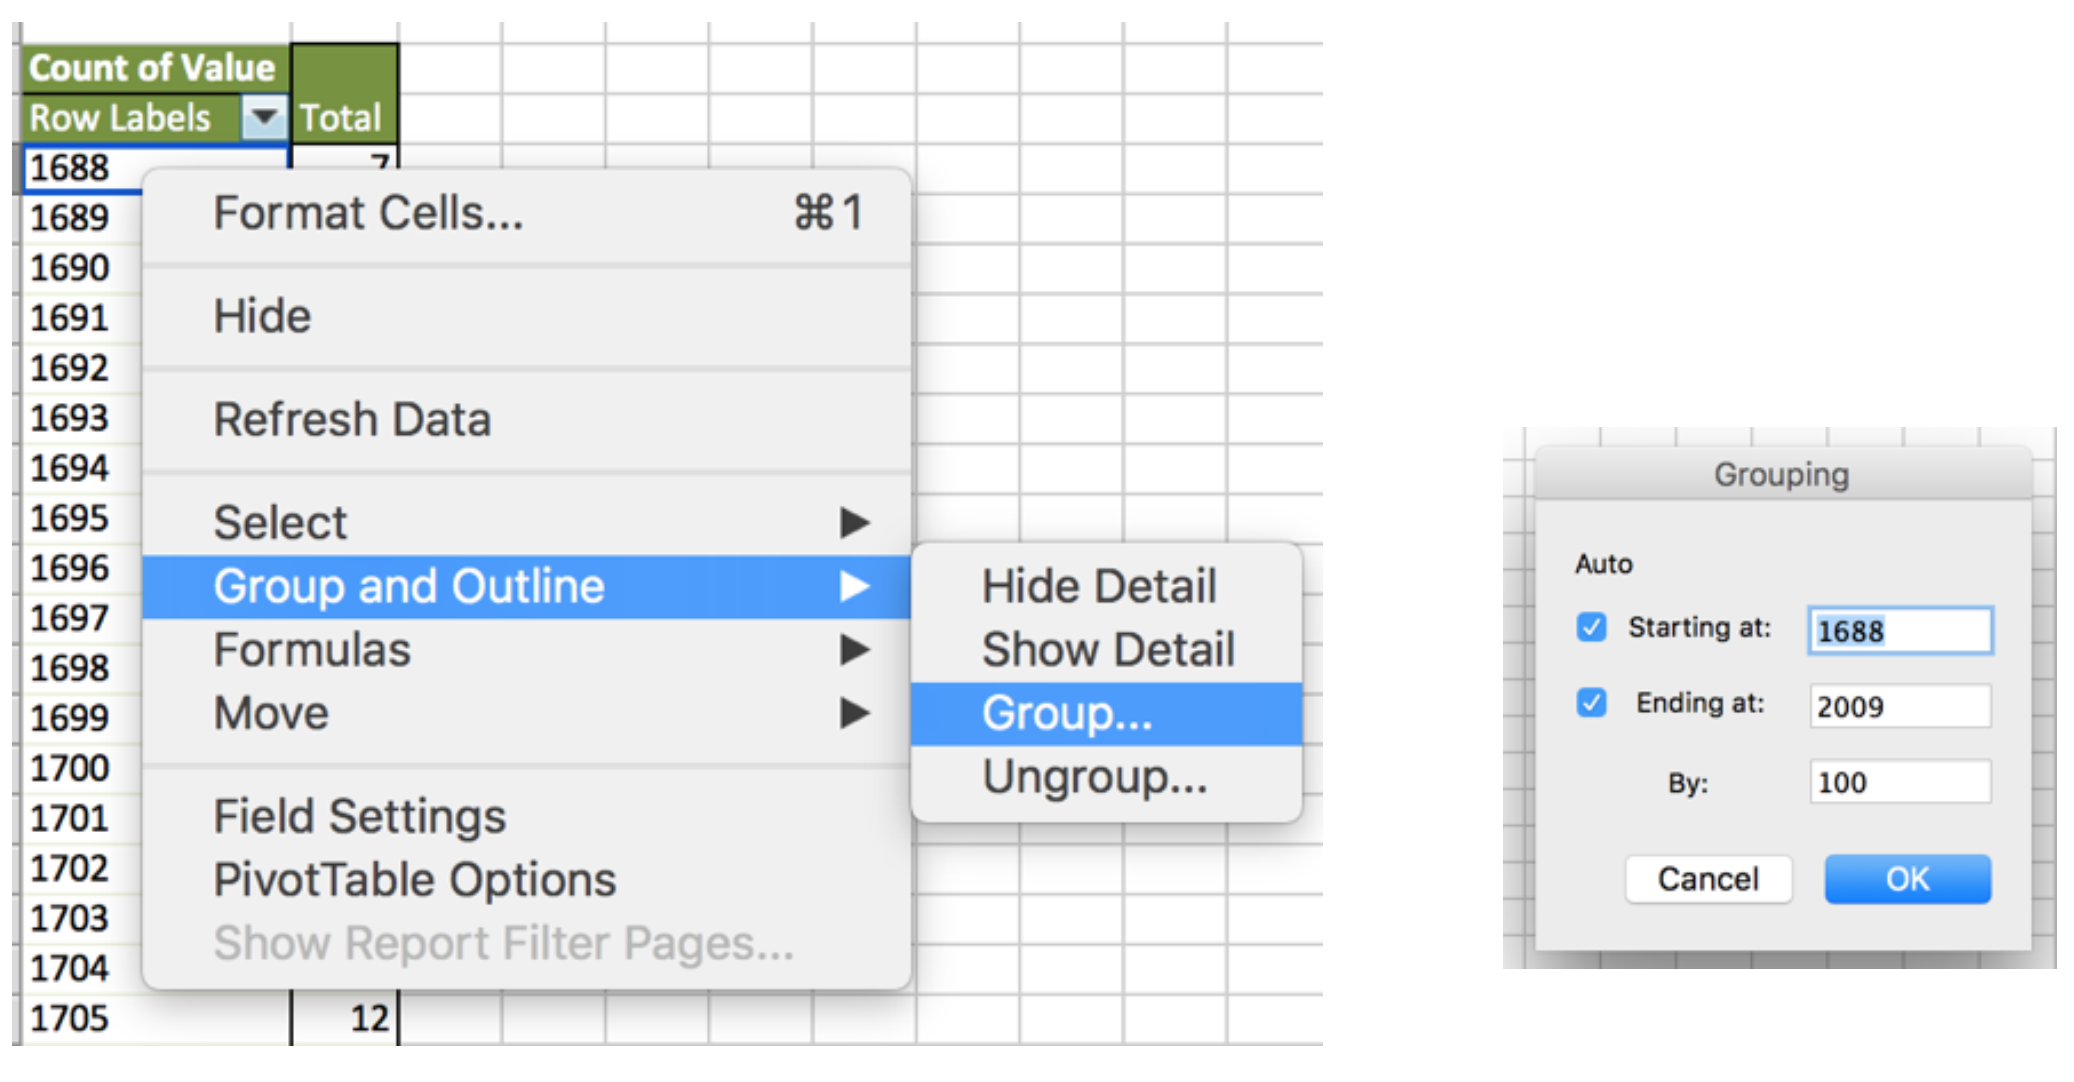 Count of Value
Row Labels Total
1688 7
1689
1690
1691
1692
1693
1694
1695
1696
1697
1698
1699
1700
1701
1702
1703
1704
1705 12
Format Cells... ⌘1
Hide
Refresh Data
Select
Group and Outline
Formulas
Move
Field Settings
PivotTable Options
Show Report Filter Pages...
Hide Detail
Show Detail
Group...
Ungroup...
Grouping
Auto
Starting at: 1688
Ending at: 2009
By: 100
Cancel OK